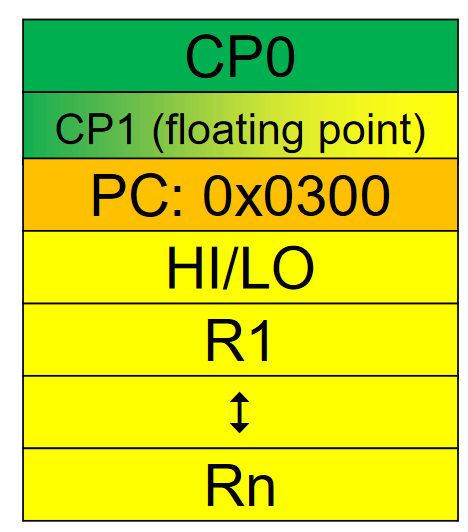 CP0
CP1 (floating point)
PC: 0x0300
HI/LO
R1
↕
Rn